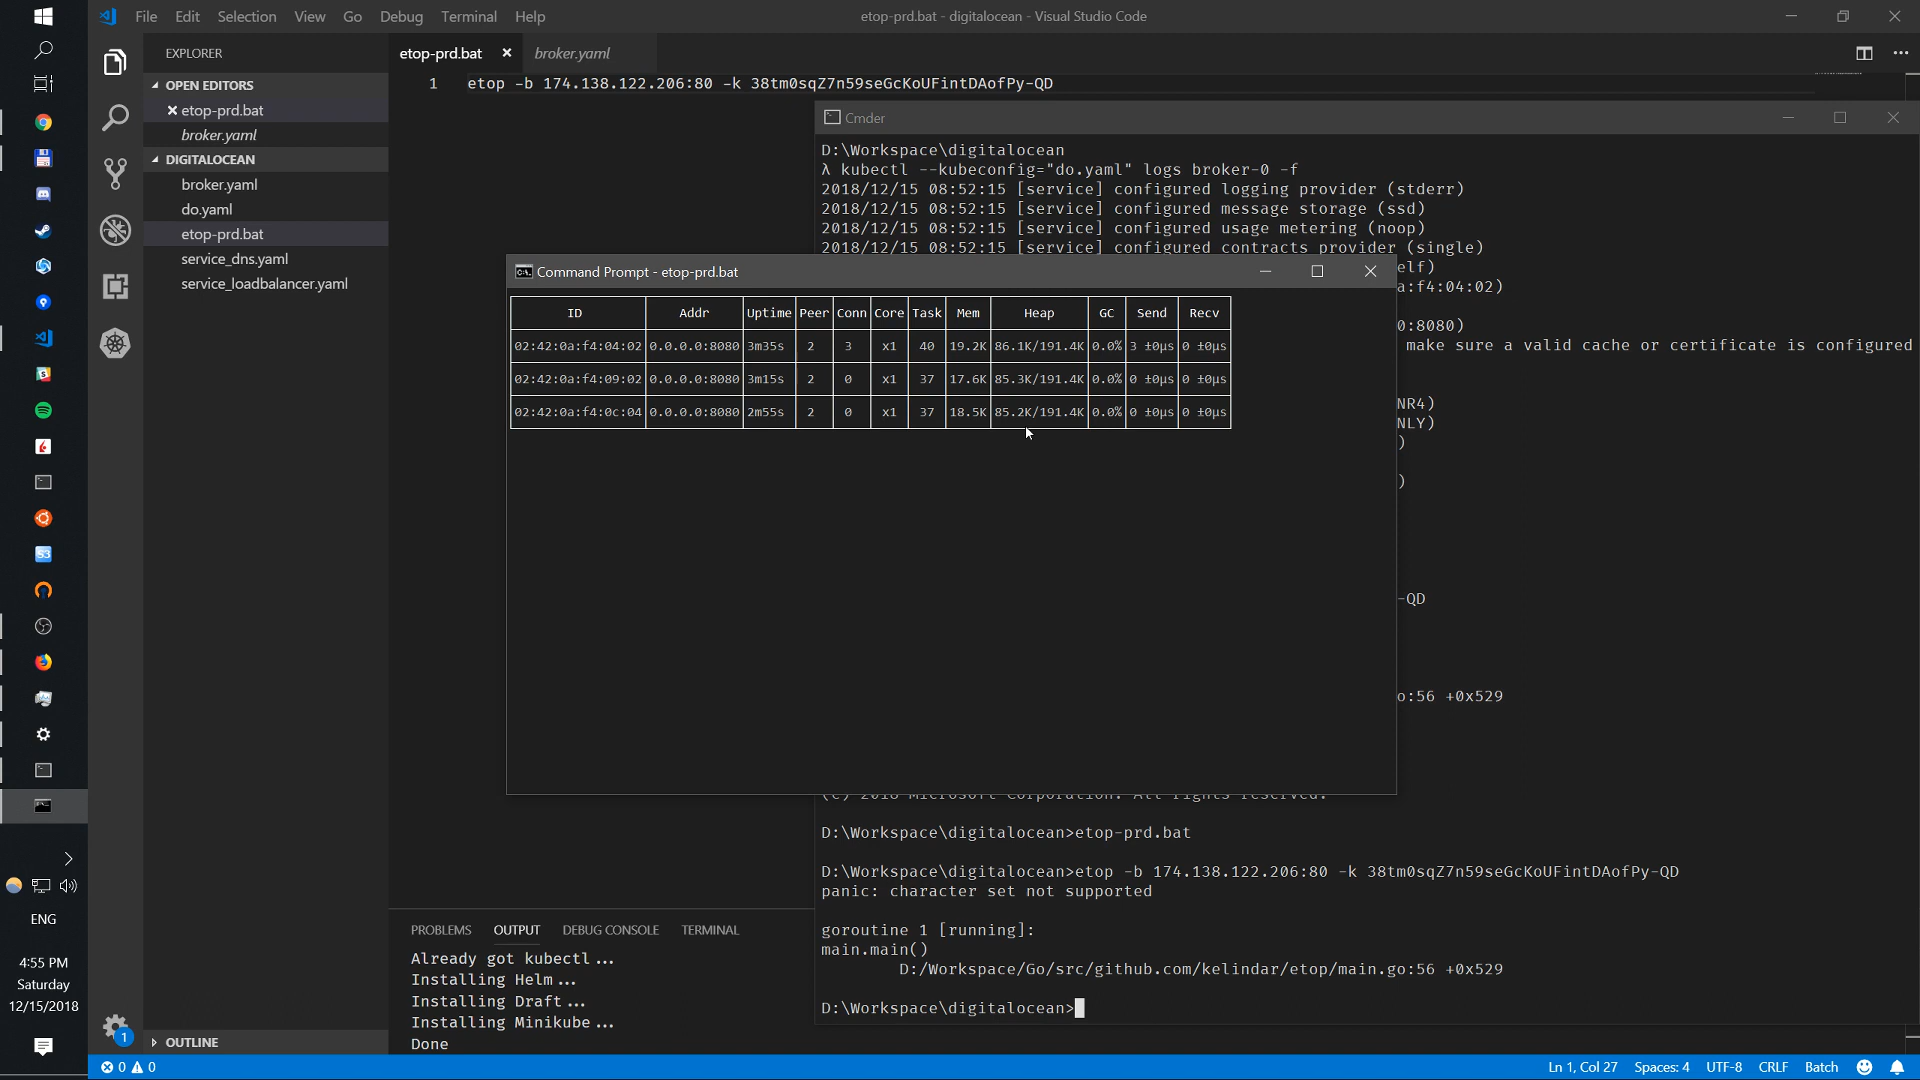 File Edit Selection View Go Debug Terminal Help
etop-prd.bat - digitalocean - Visual Studio Code
EXPLORER
OPEN EDITORS
etop-prd.bat
broker.yaml
DIGITALOCEAN
broker.yaml
do.yaml
etop-prd.bat
service_dns.yaml
service_loadbalancer.yaml
OUTLINE
etop-prd.bat
broker.yaml
1 etop -b 174.138.122.206:80 -k 38tm0sqZ7n59seGcKoUFintDAofPy-QD
Cmder
D:\Workspace\digitalocean
λ kubectl --kubeconfig="do.yaml" logs broker-0 -f
2018/12/15 08:52:15 [service] configured logging provider (stderr)
2018/12/15 08:52:15 [service] configured message storage (ssd)
2018/12/15 08:52:15 [service] configured usage metering (noop)
2018/12/15 08:52:15 [service] configured contracts provider (single)
elf)
a:f4:04:02)
0:8080)
make sure a valid cache or certificate is configured
NR4)
NLY)
)
)
-QD
o:56 +0x529
Command Prompt - etop-prd.bat
ID Addr Uptime Peer Conn Core Task Mem Heap GC Send Recv
02:42:0a:f4:04:02 0.0.0.0:8080 3m35s 2 3 x1 40 19.2K 86.1K/191.4K 0.0% 3 ±0µs 0 ±0µs
02:42:0a:f4:09:02 0.0.0.0:8080 3m15s 2 0 x1 37 17.6K 85.3K/191.4K 0.0% 0 ±0µs 0 ±0µs
02:42:0a:f4:0c:04 0.0.0.0:8080 2m55s 2 0 x1 37 18.5K 85.2K/191.4K 0.0% 0 ±0µs 0 ±0µs
D:\Workspace\digitalocean>etop-prd.bat
D:\Workspace\digitalocean>etop -b 174.138.122.206:80 -k 38tm0sqZ7n59seGcKoUFintDAofPy-QD
panic: character set not supported
goroutine 1 [running]:
main.main()
D:/Workspace/Go/src/github.com/kelindar/etop/main.go:56 +0x529
D:\Workspace\digitalocean>
PROBLEMS OUTPUT DEBUG CONSOLE TERMINAL
Already got kubectl ...
Installing Helm ...
Installing Draft ...
Installing Minikube ...
Done
S3
ENG
4:55 PM
Saturday
12/15/2018
1
0 0
Ln 1, Col 27 Spaces: 4 UTF-8 CRLF Batch